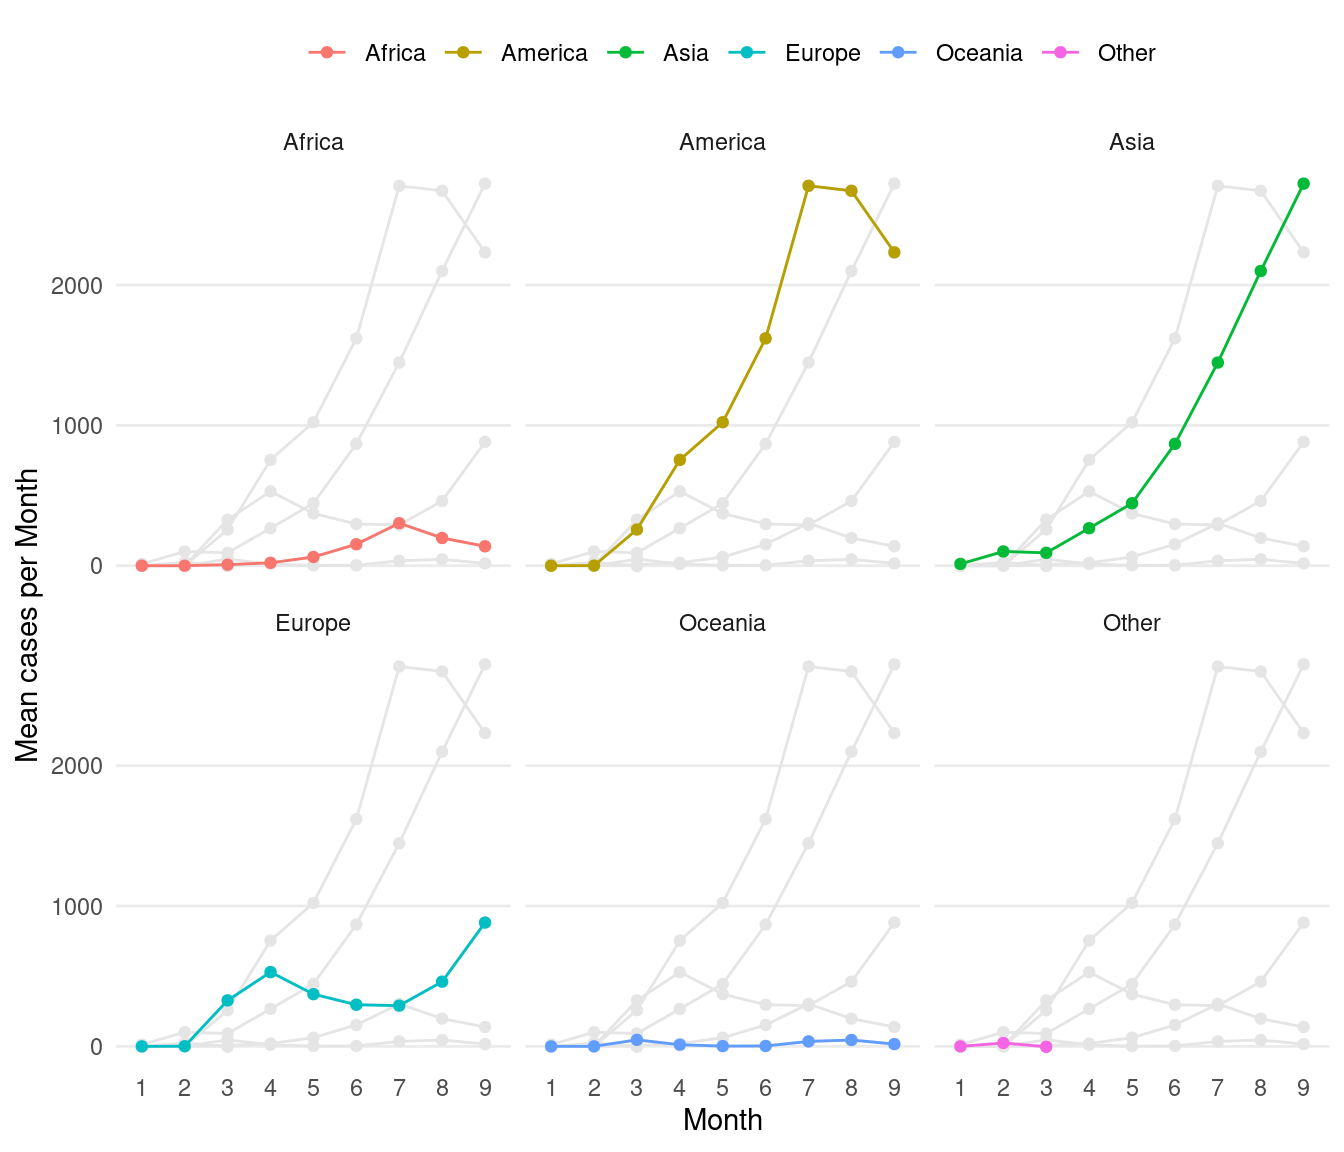 Africa America Asia Europe Oceania Other
Africa America Asia
2000
1000
0
Europe Oceania Other
2000
1000
0
1 2 3 4 5 6 7 8 9 1 2 3 4 5 6 7 8 9 1 2 3 4 5 6 7 8 9
Month
Mean cases per Month